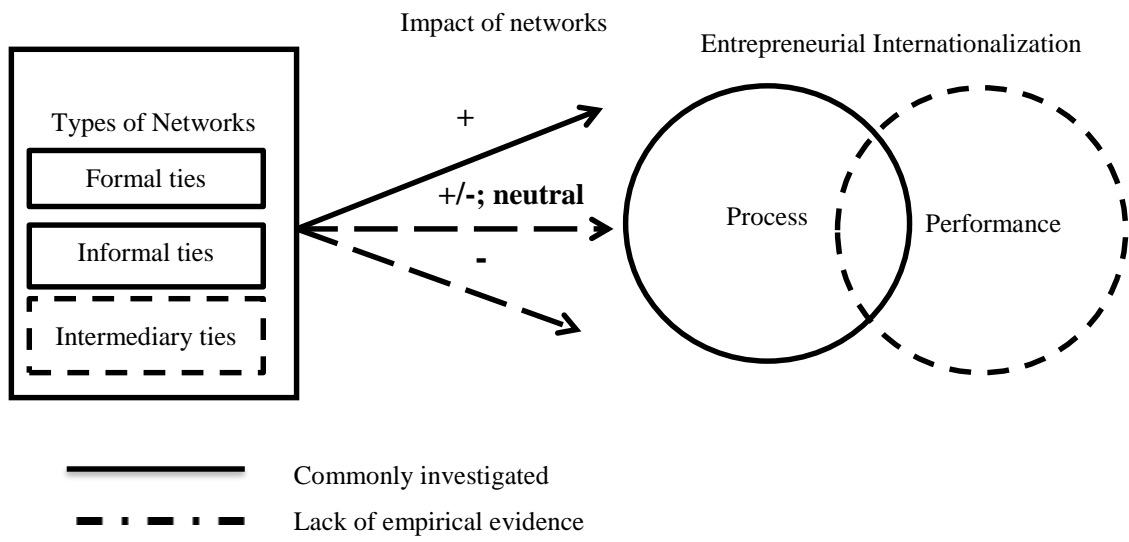 Impact of networks
Entrepreneurial Internationalization
Types of Networks
Formal ties
Informal ties
Intermediary ties
+
+/-; neutral
-
Process
Performance
Commonly investigated
Lack of empirical evidence